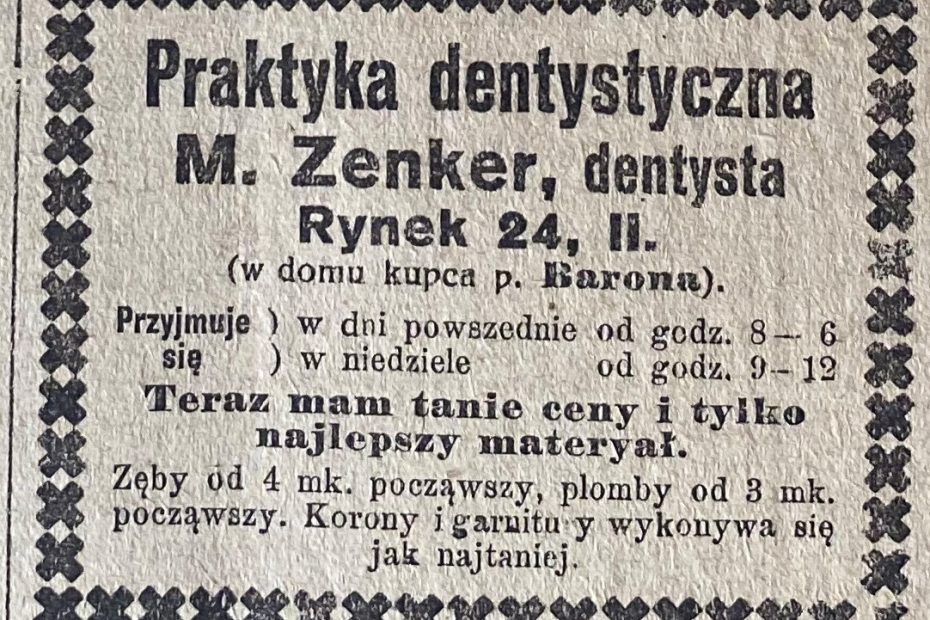 Praktyka dentystyczna
M. Zenker, dentysta
Rynek 24, II.
(w domu kupca p. Barona).
Przyjmuje ) w dni powszednie od godz. 8 — 6
się ) w niedziele od godz. 9 — 12
Teraz mam tanie ceny i tylko
najlepszy materyał.
Zęby od 4 mk. począwszy, plomby od 3 mk.
począwszy. Korony i garnitu y wykonywa się
jak najtaniej.